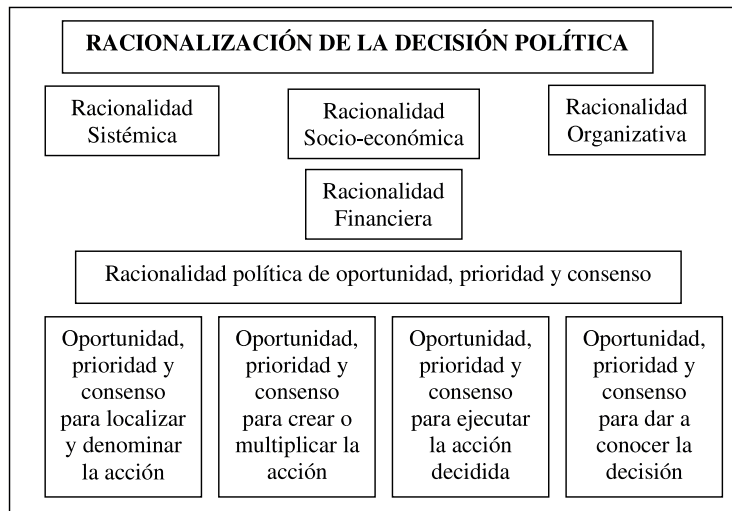 RACIONALIZACIÓN DE LA DECISIÓN POLÍTICA
Racionalidad
Sistémica
Racionalidad
Socio-económica
Racionalidad
Organizativa
Racionalidad
Financiera
Racionalidad política de oportunidad, prioridad y consenso
Oportunidad,
prioridad y
consenso
para localizar
y denominar
la acción
Oportunidad,
prioridad y
consenso
para crear o
multiplicar la
acción
Oportunidad,
prioridad y
consenso
para ejecutar
la acción
decidida
Oportunidad,
prioridad y
consenso
para dar a
conocer la
decisión